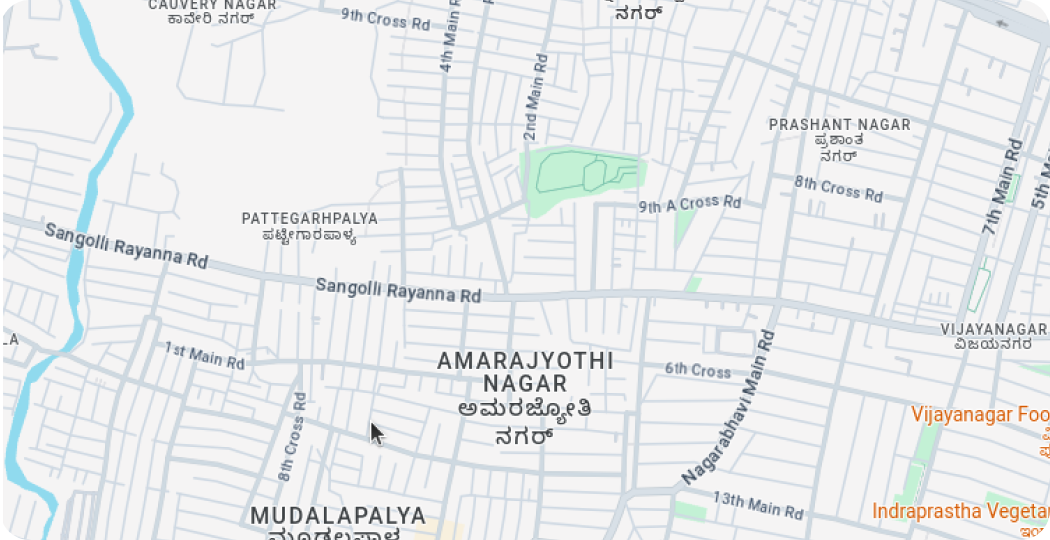 CAUVERY NAGAR
ಕಾವೇರಿ ನಗರ್
9th Cross Rd
4th Main R
ನಗರ್
2nd Main Rd
PRASHANT NAGAR
ಪ್ರಶಾಂತ
ನಗರ್
7th Main Rd
5th Ma
8th Cross Rd
9th A Cross Rd
PATTEGARHPALYA
ಪಟ್ಟೀಗಾರಪಾಳ್ಯ
Sangolli Rayanna Rd
Sangolli Rayanna Rd
VIJAYANAGAR
ವಿಜಯನಗರ
LA
1st Main Rd
AMARAJYOTHI
NAGAR
ಅಮರಜ್ಯೋತಿ
ನಗರ್
6th Cross
Nagarabhavi Main Rd
8th Cross Rd
Vijayanagar Foo
13th Main Rd
Indraprastha Vegeta
MUDALAPALYA